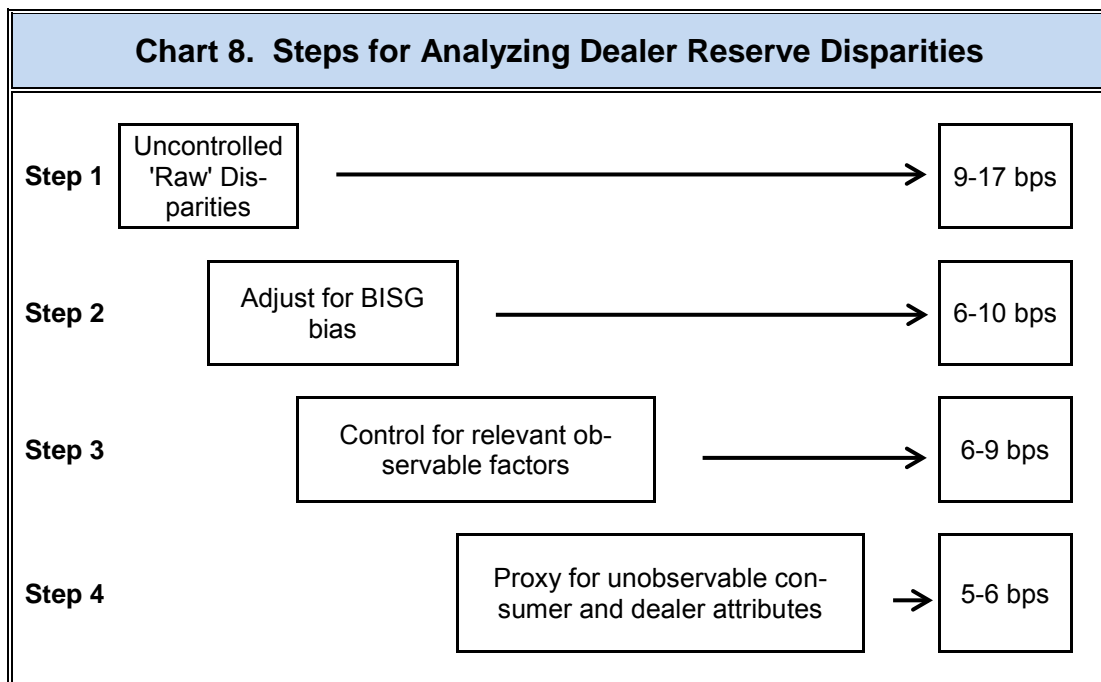 Chart 8.  Steps for Analyzing Dealer Reserve Disparities
Step 1
Uncontrolled
'Raw' Dis-
parities
9-17 bps
Step 2
Adjust for BISG
bias
6-10 bps
Step 3
Control for relevant ob-
servable factors
6-9 bps
Step 4
Proxy for unobservable con-
sumer and dealer attributes
5-6 bps